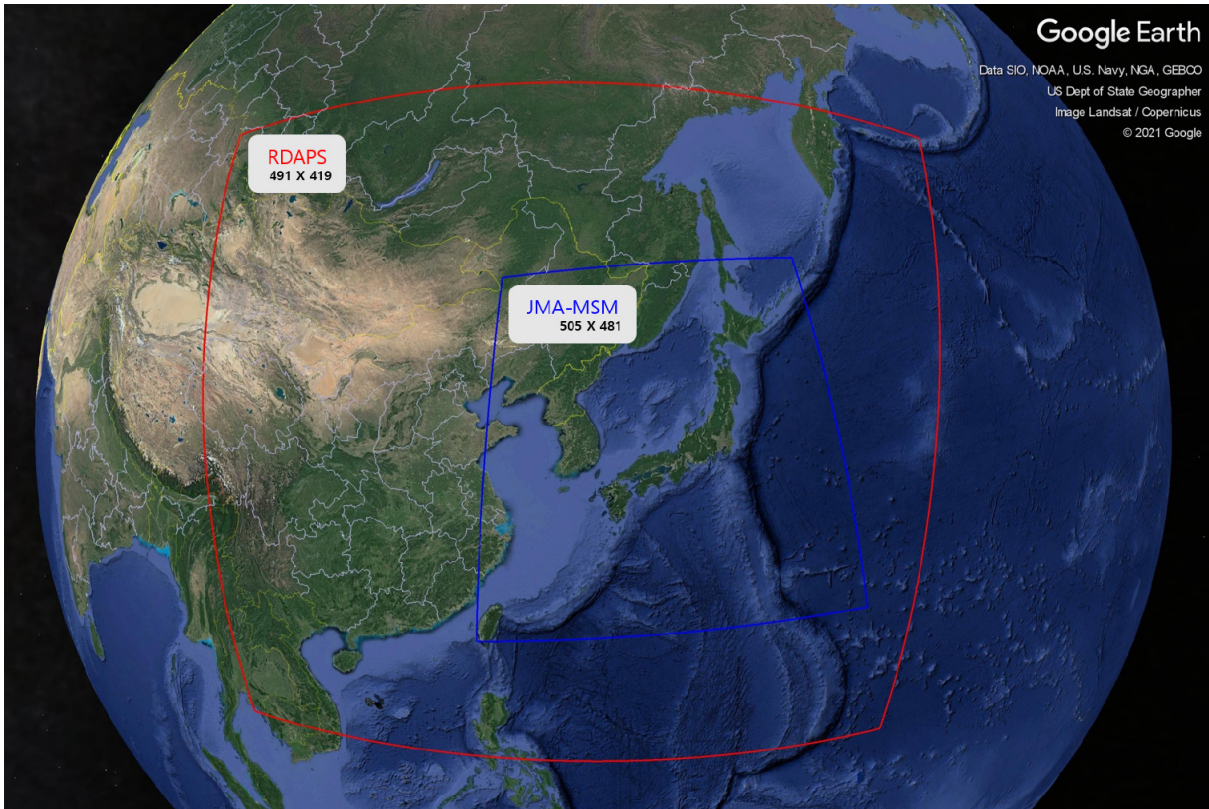 Google Earth
Data SIO, NOAA, U.S. Navy, NGA, GEBCO
US Dept of State Geographer
Image Landsat / Copernicus
© 2021 Google
RDAPS
491 X 419
JMA-MSM
505 X 481